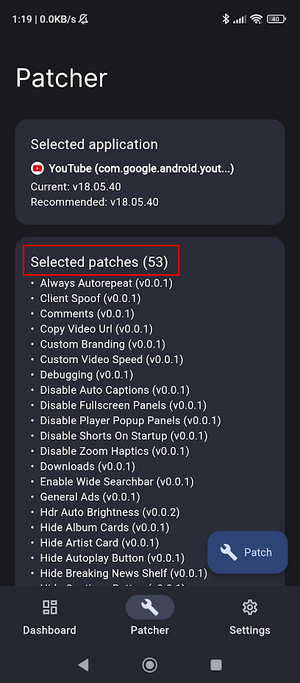 1:19 | 0.0KB/s
40
Patcher
Selected application
YouTube (com.google.android.yout...)
Current: v18.05.40
Recommended: v18.05.40
Selected patches (53)
• Always Autorepeat (v0.0.1)
• Client Spoof (v0.0.1)
• Comments (v0.0.1)
• Copy Video Url (v0.0.1)
• Custom Branding (v0.0.1)
• Custom Video Speed (v0.0.1)
• Debugging (v0.0.1)
• Disable Auto Captions (v0.0.1)
• Disable Fullscreen Panels (v0.0.1)
• Disable Player Popup Panels (v0.0.1)
• Disable Shorts On Startup (v0.0.1)
• Disable Zoom Haptics (v0.0.1)
• Downloads (v0.0.1)
• Enable Wide Searchbar (v0.0.1)
• General Ads (v0.0.1)
• Hdr Auto Brightness (v0.0.2)
• Hide Album Cards (v0.0.1)
• Hide Artist Card (v0.0.1)
• Hide Autoplay Button (v0.0.1)
• Hide Breaking News Shelf (v0.0.1)
Patch
Dashboard
Patcher
Settings